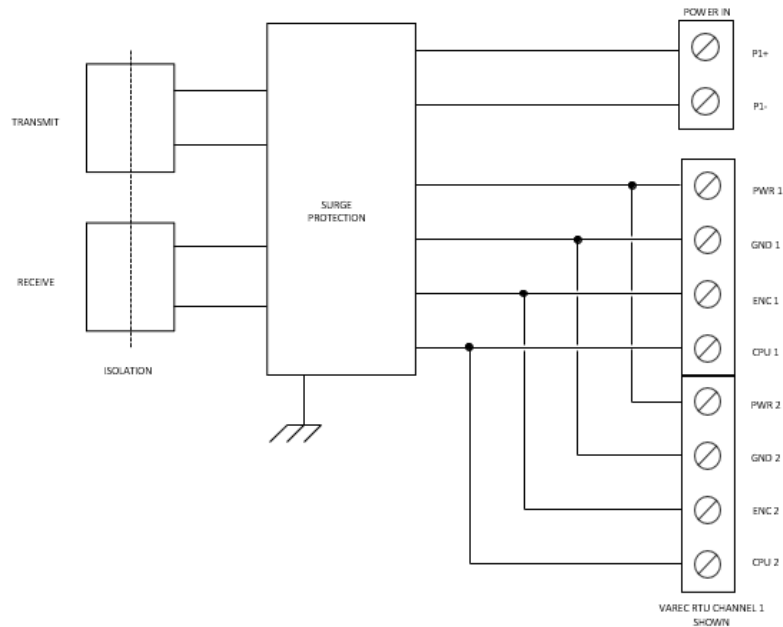 POWER IN
P1+
P1-
TRANSMIT
RECEIVE
ISOLATION
SURGE
PROTECTION
PWR 1
GND 1
ENC 1
CPU 1
PWR 2
GND 2
ENC 2
CPU 2
VAREC RTU CHANNEL 1
SHOWN